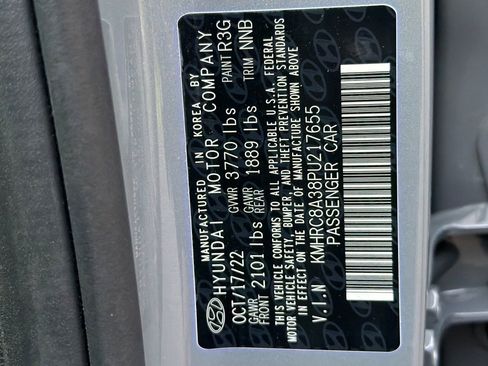 MANUFACTURED IN KOREA BY
HYUNDAI MOTOR COMPANY
OCT/17/22 GVWR 3770 lbs PAINT R3G
GAWR FRONT 2101 lbs GAWR REAR 1889 lbs TRIM NNB
THIS VEHICLE CONFORMS TO ALL APPLICABLE U.S.A. FEDERAL
MOTOR VEHICLE SAFETY, BUMPER, AND THEFT PREVENTION STANDARDS
IN EFFECT ON THE DATE OF MANUFACTURE SHOWN ABOVE
V.I.N KMHRC8A38PU217655
PASSENGER CAR